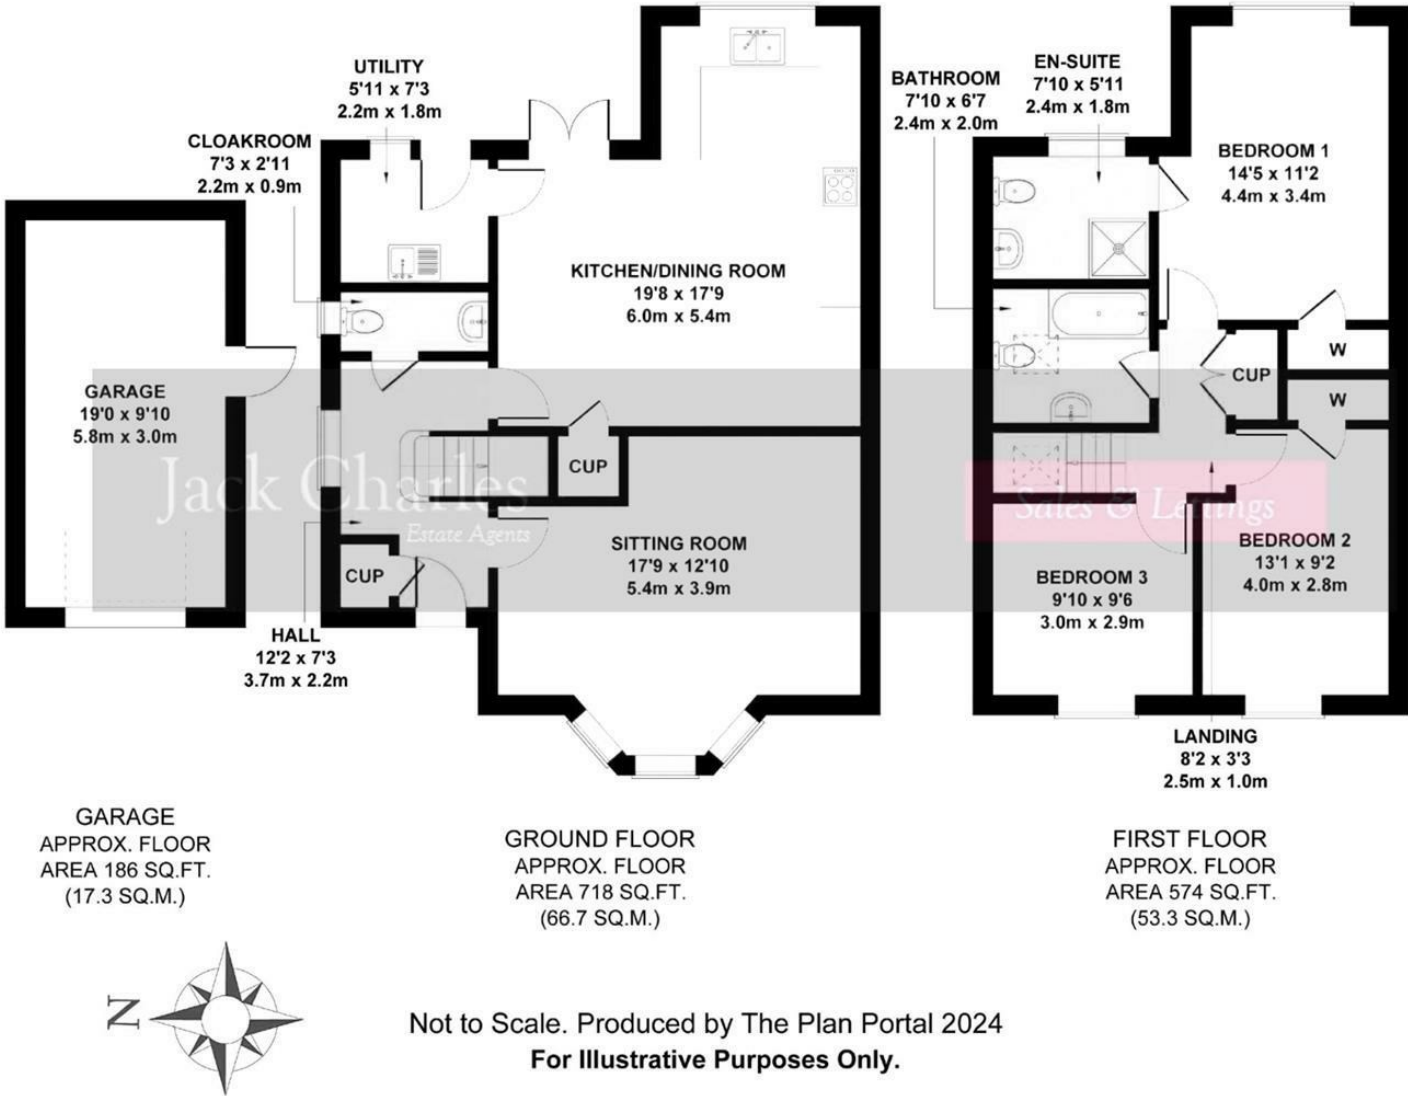 UTILITY
5'11 x 7'3
2.2m x 1.8m
CLOAKROOM
7'3 x 2'11
2.2m x 0.9m
GARAGE
19'0 x 9'10
5.8m x 3.0m
KITCHEN/DINING ROOM
19'8 x 17'9
6.0m x 5.4m
CUP
CUP
HALL
12'2 x 7'3
3.7m x 2.2m
SITTING ROOM
17'9 x 12'10
5.4m x 3.9m
Jack Charles
Estate Agents
BATHROOM
7'10 x 6'7
2.4m x 2.0m
EN-SUITE
7'10 x 5'11
2.4m x 1.8m
BEDROOM 1
14'5 x 11'2
4.4m x 3.4m
W
CUP
W
Sales & Lettings
BEDROOM 2
13'1 x 9'2
4.0m x 2.8m
BEDROOM 3
9'10 x 9'6
3.0m x 2.9m
LANDING
8'2 x 3'3
2.5m x 1.0m
GARAGE
APPROX. FLOOR
AREA 186 SQ.FT.
(17.3 SQ.M.)
GROUND FLOOR
APPROX. FLOOR
AREA 718 SQ.FT.
(66.7 SQ.M.)
FIRST FLOOR
APPROX. FLOOR
AREA 574 SQ.FT.
(53.3 SQ.M.)
N
Not to Scale. Produced by The Plan Portal 2024
For Illustrative Purposes Only.